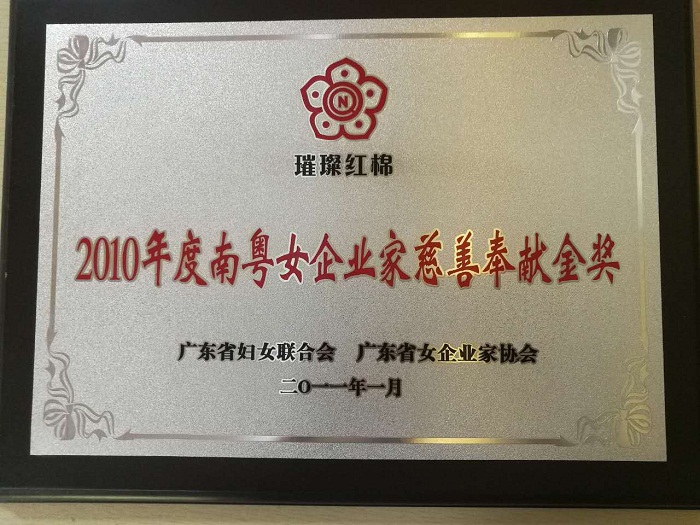 N
璀璨红棉
2010年度南粤女企业家慈善奉献金奖
广东省妇女联合会 广东省女企业家协会
二〇一一年一月